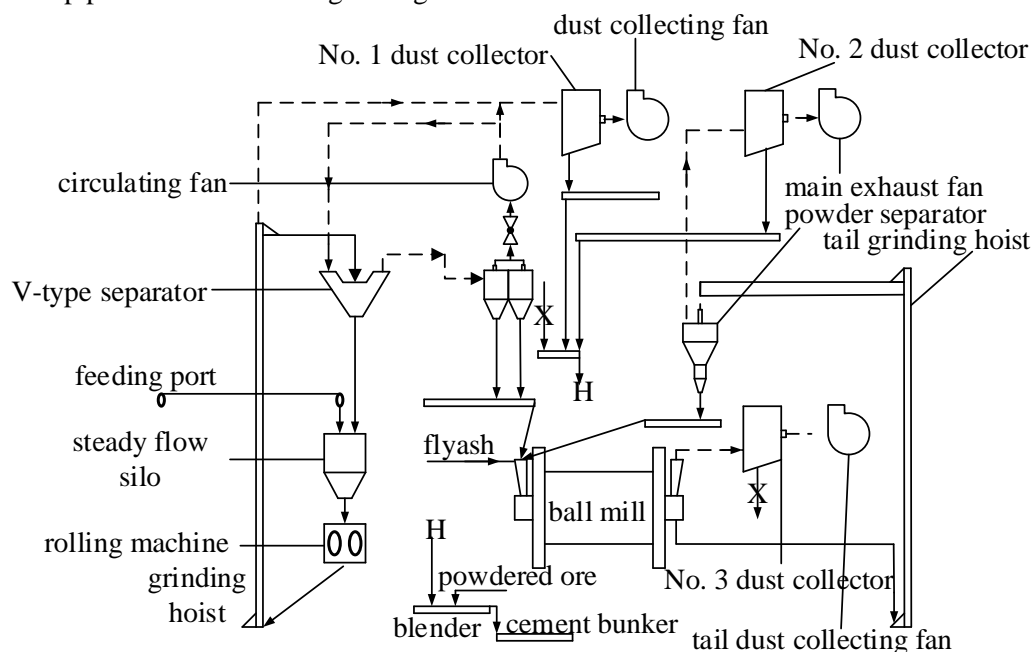 dust collecting fan
No. 1 dust collector
No. 2 dust collector
circulating fan
main exhaust fan
powder separator
tail grinding hoist
V-type separator
X
feeding port
H
steady flow
silo
flyash
ball mill
X
rolling machine
grinding
hoist
H
powdered ore
No. 3 dust collector
blender
cement bunker
tail dust collecting fan